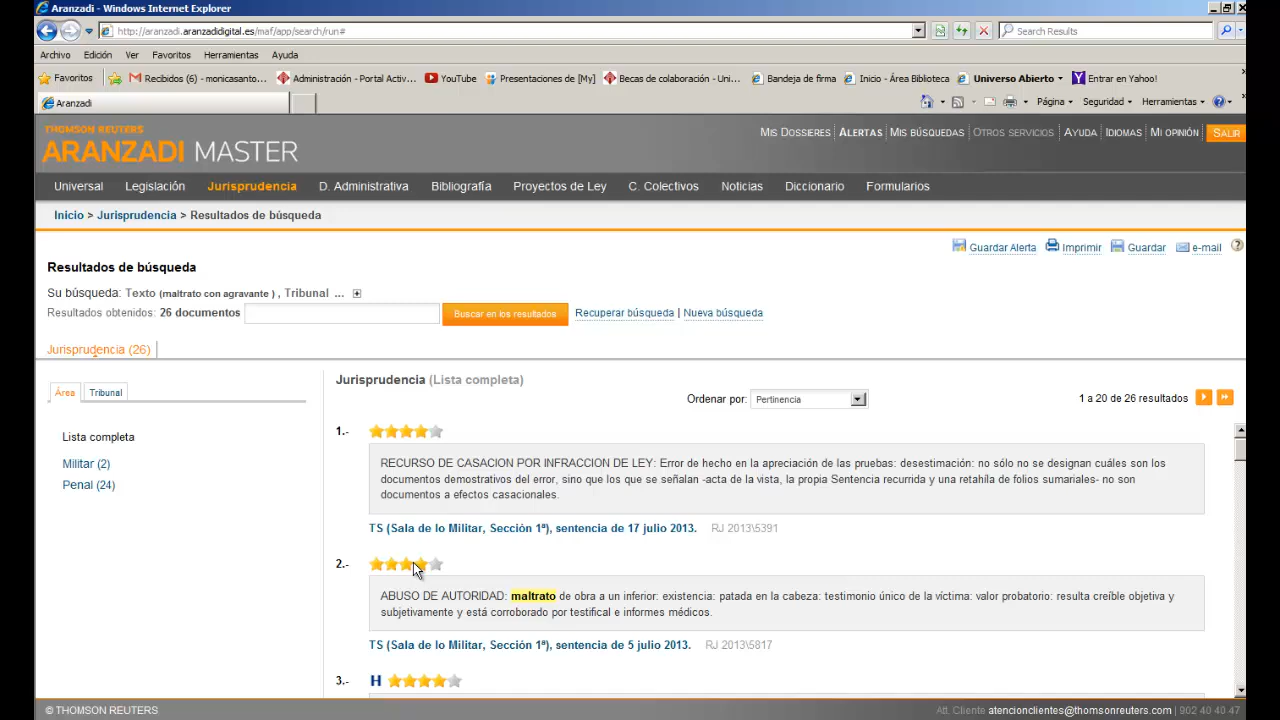 Aranzadi - Windows Internet Explorer
http://aranzadi.aranzadidigital.es/maf/app/search/run#
Search Results
Archivo Edición Ver Favoritos Herramientas Ayuda
Favoritos Recibidos (6) - monicasanto... Administración - Portal Activ... YouTube Presentaciones de [My] Becas de colaboración - Uni... Bandeja de firma Inicio - Área Biblioteca Universo Abierto Entrar en Yahoo!
Aranzadi
Página Seguridad Herramientas
THOMSON REUTERS
ARANZADI MASTER
MIS DOSSIERES ALERTAS MIS BÚSQUEDAS OTROS SERVICIOS AYUDA IDIOMAS MI OPINIÓN SALIR
Universal Legislación Jurisprudencia D. Administrativa Bibliografía Proyectos de Ley C. Colectivos Noticias Diccionario Formularios
Inicio > Jurisprudencia > Resultados de búsqueda
Guardar Alerta Imprimir Guardar e-mail
Resultados de búsqueda
Su búsqueda: Texto (maltrato con agravante ) , Tribunal ...
Resultados obtenidos: 26 documentos Buscar en los resultados Recuperar búsqueda | Nueva búsqueda
Jurisprudencia (26)
Área Tribunal
Lista completa
Militar (2)
Penal (24)
Jurisprudencia (Lista completa)
Ordenar por: Pertinencia 1 a 20 de 26 resultados
1.-
RECURSO DE CASACION POR INFRACCION DE LEY: Error de hecho en la apreciación de las pruebas: desestimación: no sólo no se designan cuáles son los
documentos demostrativos del error, sino que los que se señalan -acta de la vista, la propia Sentencia recurrida y una retahíla de folios sumariales- no son
documentos a efectos casacionales.
TS (Sala de lo Militar, Sección 1ª), sentencia de 17 julio 2013. RJ 2013\5391
2.-
ABUSO DE AUTORIDAD: maltrato de obra a un inferior: existencia: patada en la cabeza: testimonio único de la víctima: valor probatorio: resulta creíble objetiva y
subjetivamente y está corroborado por testifical e informes médicos.
TS (Sala de lo Militar, Sección 1ª), sentencia de 5 julio 2013. RJ 2013\5817
3.- H
© THOMSON REUTERS
Att. Cliente atencionclientes@thomsonreuters.com | 902 40 40 47